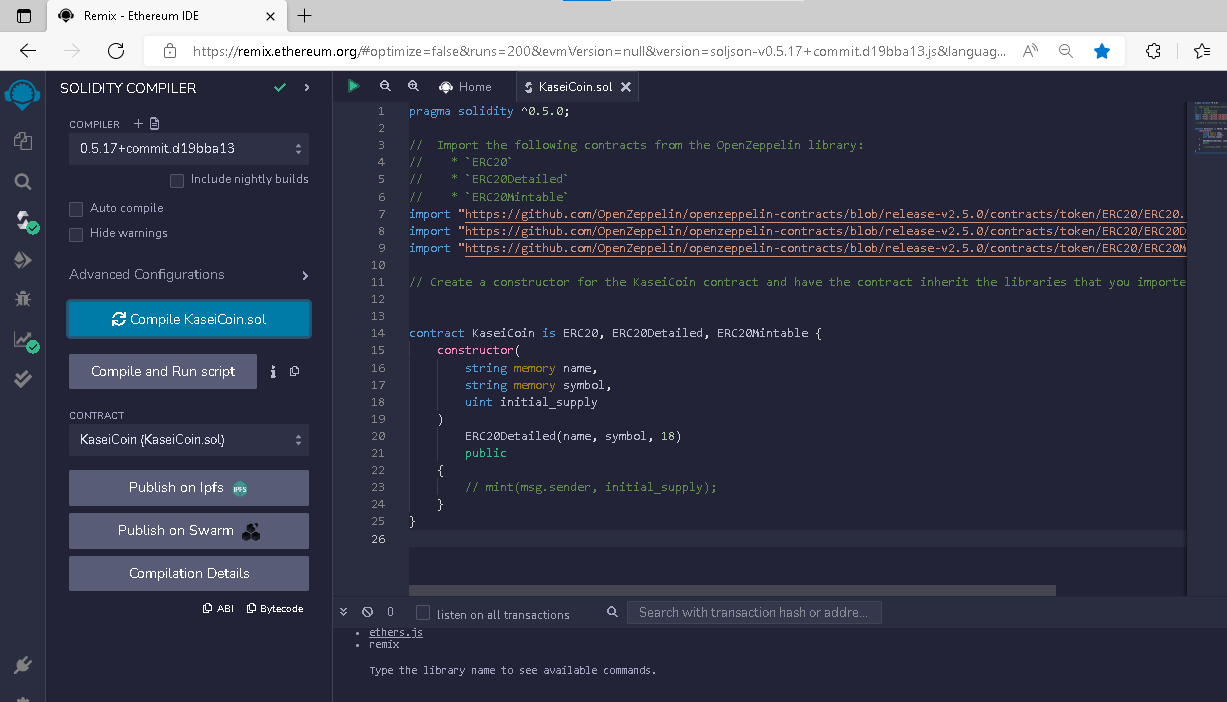 Remix - Ethereum IDE
https://remix.ethereum.org/#optimize=false&runs=200&evmVersion=null&version=soljson-v0.5.17+commit.d19bba13.js&languag...
SOLIDITY COMPILER
COMPILER
0.5.17+commit.d19bba13
Include nightly builds
Auto compile
Hide warnings
Advanced Configurations
Compile KaseiCoin.sol
Compile and Run script
CONTRACT
KaseiCoin (KaseiCoin.sol)
Publish on Ipfs IPFS
Publish on Swarm
Compilation Details
ABI Bytecode
Home KaseiCoin.sol
1 pragma solidity ^0.5.0;
2
3 //  Import the following contracts from the OpenZeppelin library:
4 //    * `ERC20`
5 //    * `ERC20Detailed`
6 //    * `ERC20Mintable`
7 import "https://github.com/OpenZeppelin/openzeppelin-contracts/blob/release-v2.5.0/contracts/token/ERC20/ERC20.
8 import "https://github.com/OpenZeppelin/openzeppelin-contracts/blob/release-v2.5.0/contracts/token/ERC20/ERC20D
9 import "https://github.com/OpenZeppelin/openzeppelin-contracts/blob/release-v2.5.0/contracts/token/ERC20/ERC20M
10
11 // Create a constructor for the KaseiCoin contract and have the contract inherit the libraries that you importe
12
13
14 contract KaseiCoin is ERC20, ERC20Detailed, ERC20Mintable {
15     constructor(
16         string memory name,
17         string memory symbol,
18         uint initial_supply
19     )
20         ERC20Detailed(name, symbol, 18)
21         public
22     {
23         // mint(msg.sender, initial_supply);
24     }
25 }
26
0 listen on all transactions Search with transaction hash or addre...
• ethers.js
• remix
Type the library name to see available commands.